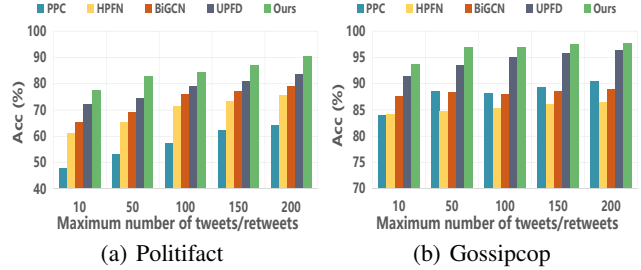 PPC HPFN BiGCN UPFD Ours
100
90
80
70
60
50
40
Acc (%)
10 50 100 150 200
Maximum number of tweets/retweets
(a) Politifact
PPC HPFN BiGCN UPFD Ours
100
95
90
85
80
75
70
Acc (%)
10 50 100 150 200
Maximum number of tweets/retweets
(b) Gossipcop